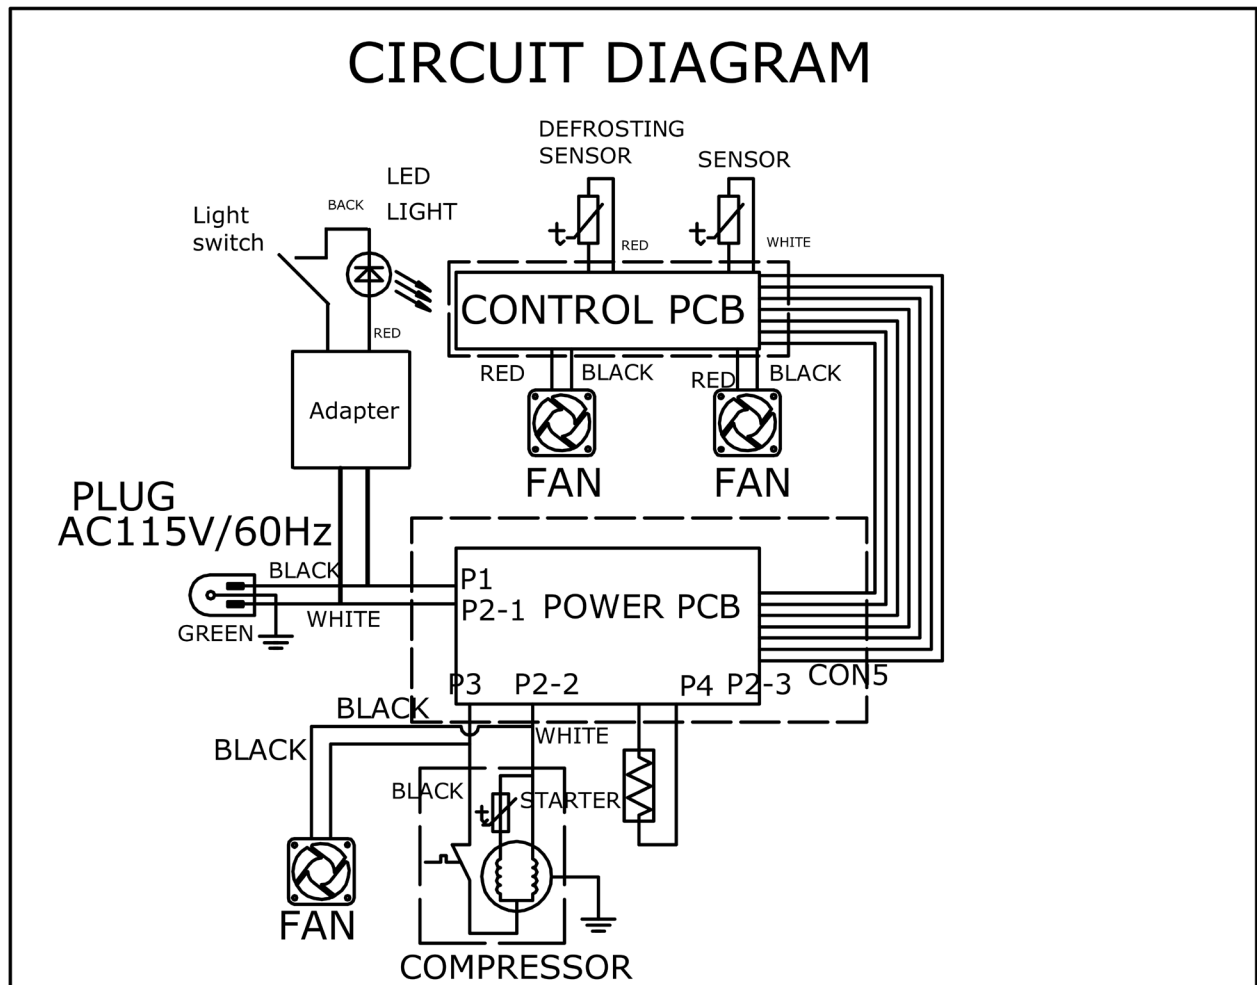 CIRCUIT DIAGRAM
DEFROSTING
SENSOR
SENSOR
LED
LIGHT
BACK
Light
switch
RED
WHITE
t
t
CONTROL PCB
RED
RED
BLACK
RED
BLACK
Adapter
FAN
FAN
PLUG
AC115V/60Hz
BLACK
P1
P2-1
POWER PCB
WHITE
GREEN
CON5
P3
P2-2
P4
P2-3
BLACK
WHITE
BLACK
BLACK
STARTER
t
FAN
COMPRESSOR